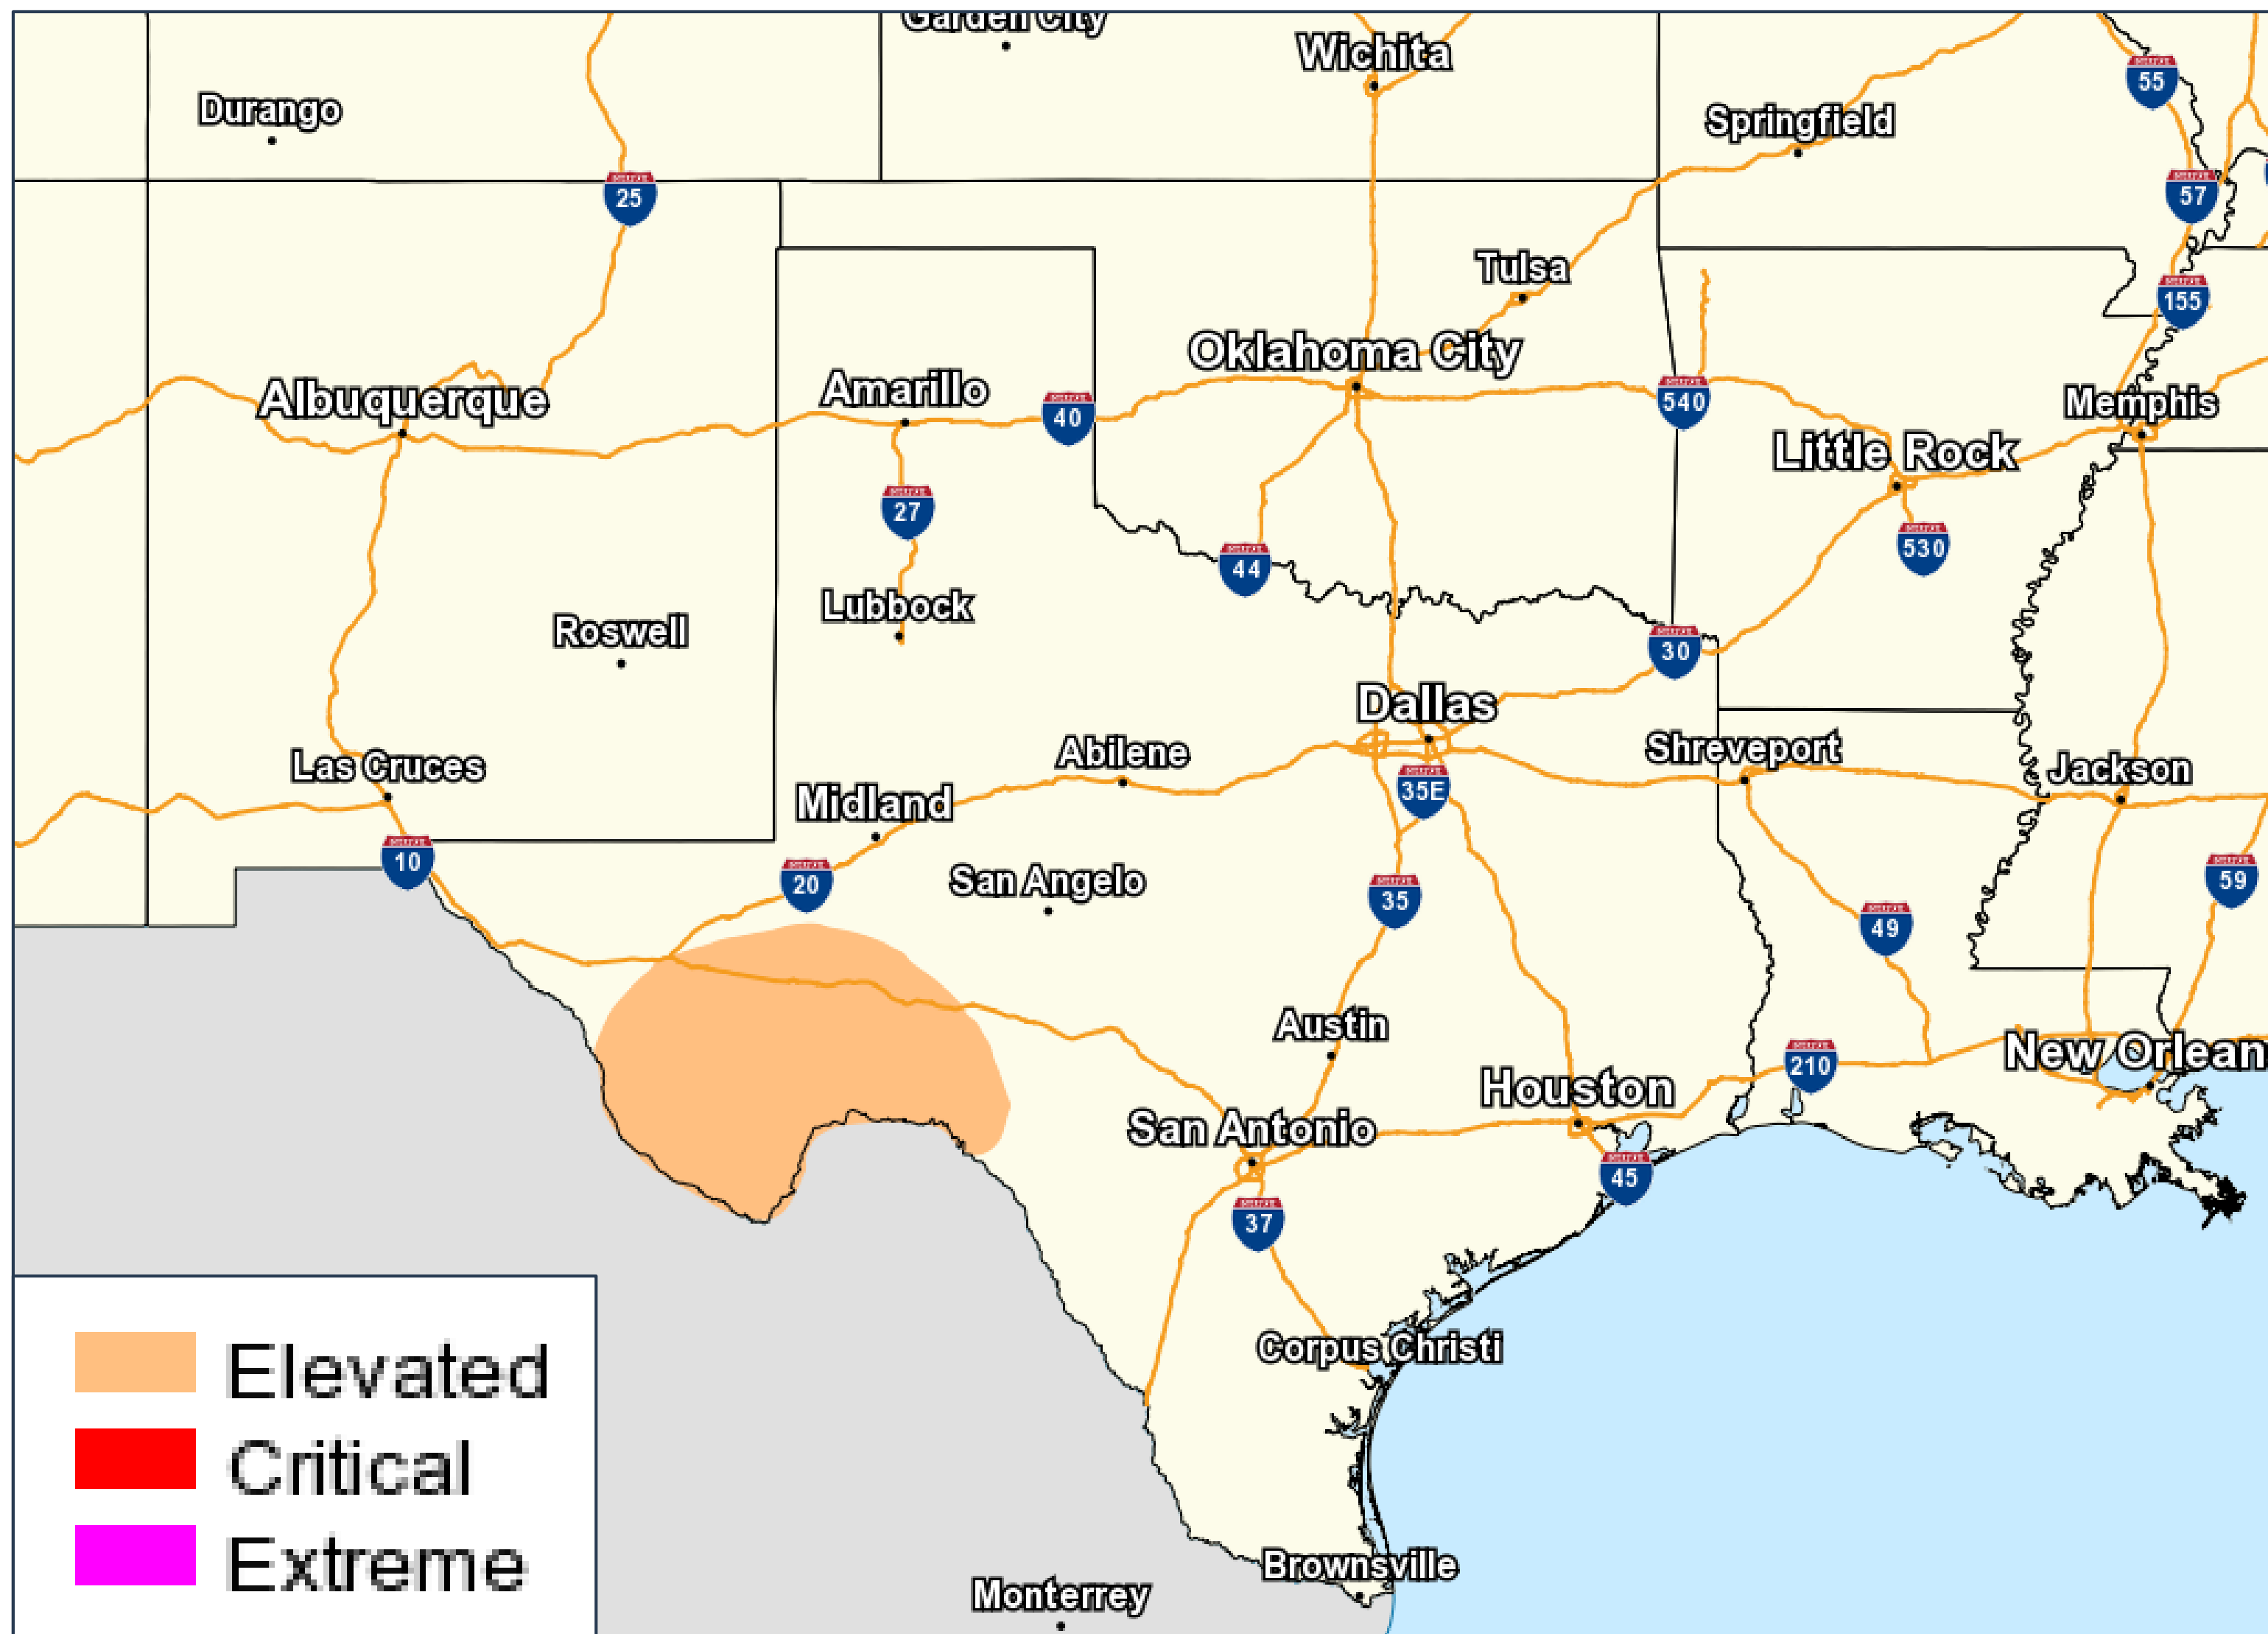 Garden City
Wichita
55
Durango
Springfield
25
57
Tulsa
155
Oklahoma City
Albuquerque
Amarillo
40
540
Memphis
Little Rock
27
530
44
Lubbock
Roswell
30
Dallas
Las Cruces
Abilene
Shreveport
Jackson
Midland
35E
10
20
San Angelo
35
59
49
Austin
New Orlean
210
Houston
San Antonio
45
37
Corpus Christi
Brownsville
Monterrey
Elevated
Critical
Extreme